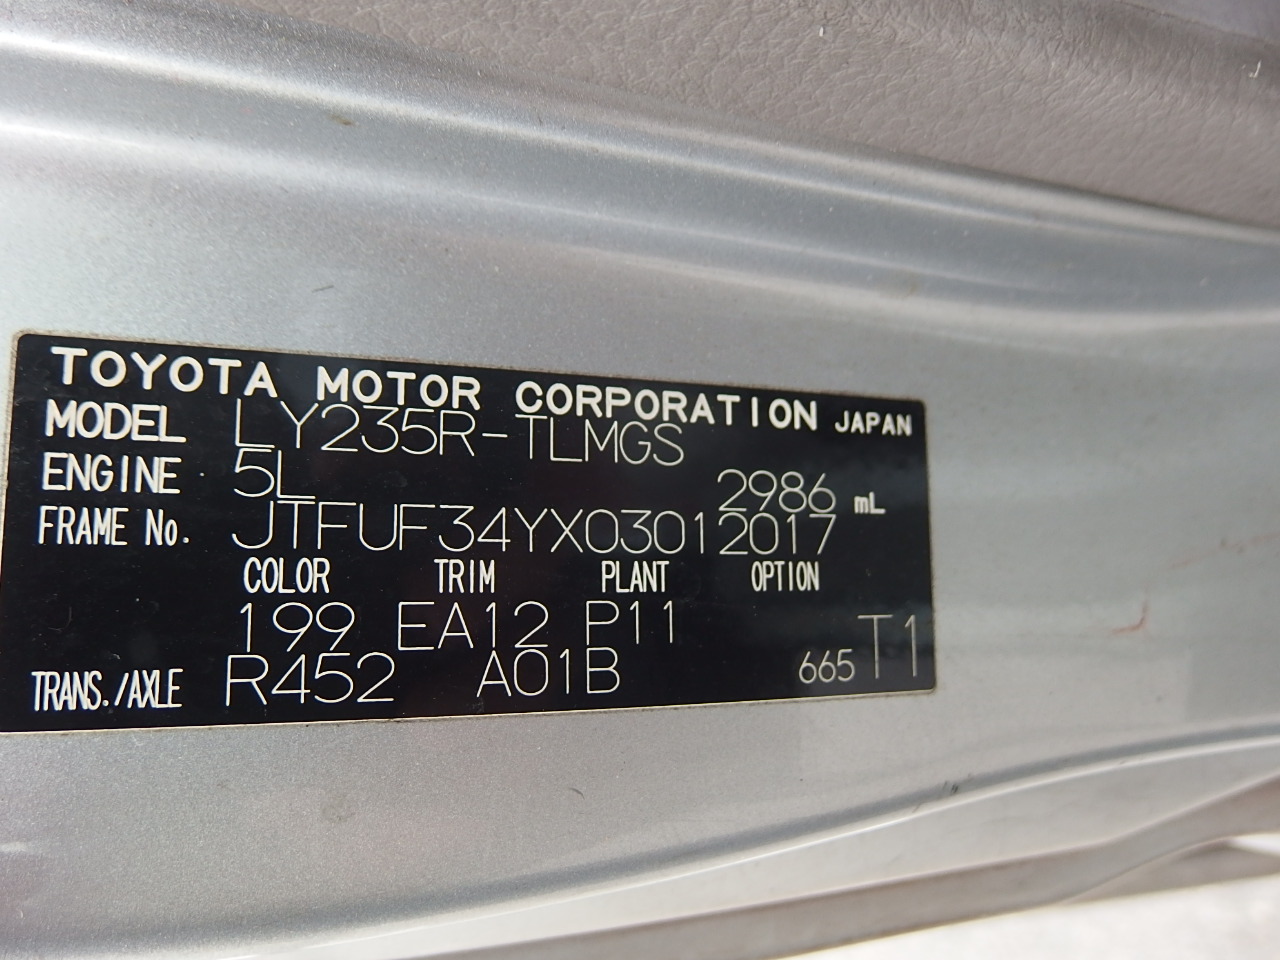 TOYOTA MOTOR CORPORATION JAPAN
MODEL LY235R-TLMGS
ENGINE 5L 2986 mL
FRAME No. JTFUF34YX03012017
COLOR TRIM PLANT OPTION
199 EA12 P11
TRANS./AXLE R452 A01B 665 T1